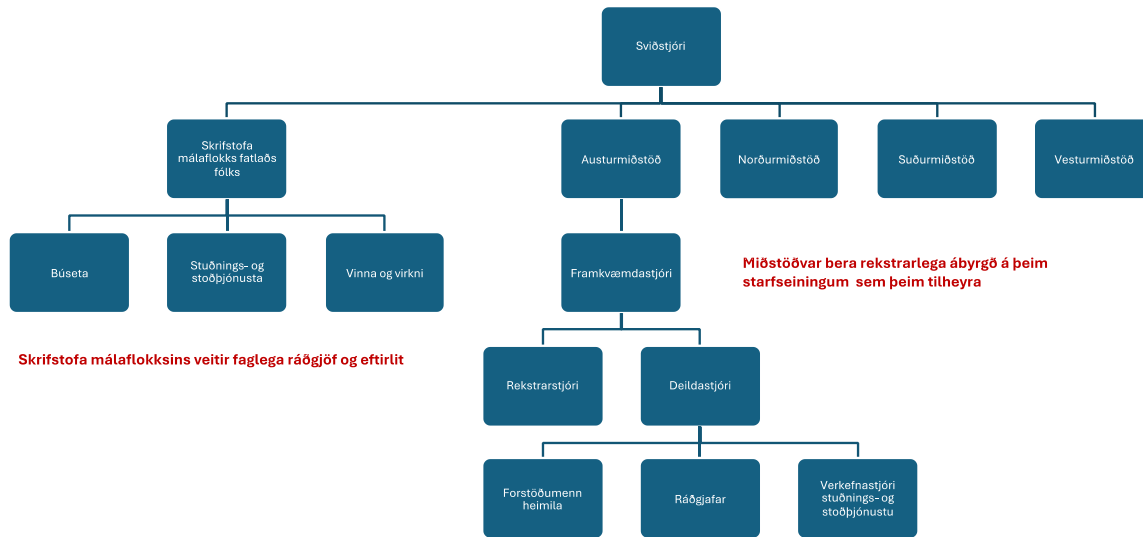 Sviðstjóri
Skrifstofa
málaflokks fatlaðs
fólks
Austurmiðstöð
Norðurmiðstöð
Suðurmiðstöð
Vesturmiðstöð
Búseta
Stuðnings- og
stoðþjónusta
Vinna og virkni
Framkvæmdastjóri
Miðstöðvar bera rekstrarlega ábyrgð á þeim
starfseiningum sem þeim tilheyra
Skrifstofa málaflokksins veitir faglega ráðgjöf og eftirlit
Rekstrarstjóri
Deildastjóri
Forstöðumenn
heimila
Ráðgjafar
Verkefnastjóri
stuðnings- og
stoðþjónustu